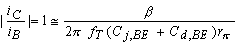 |i_C / i_B| = 1 ≅ β / (2π f_T (C_{j,BE} + C_{d,BE}) r_π)